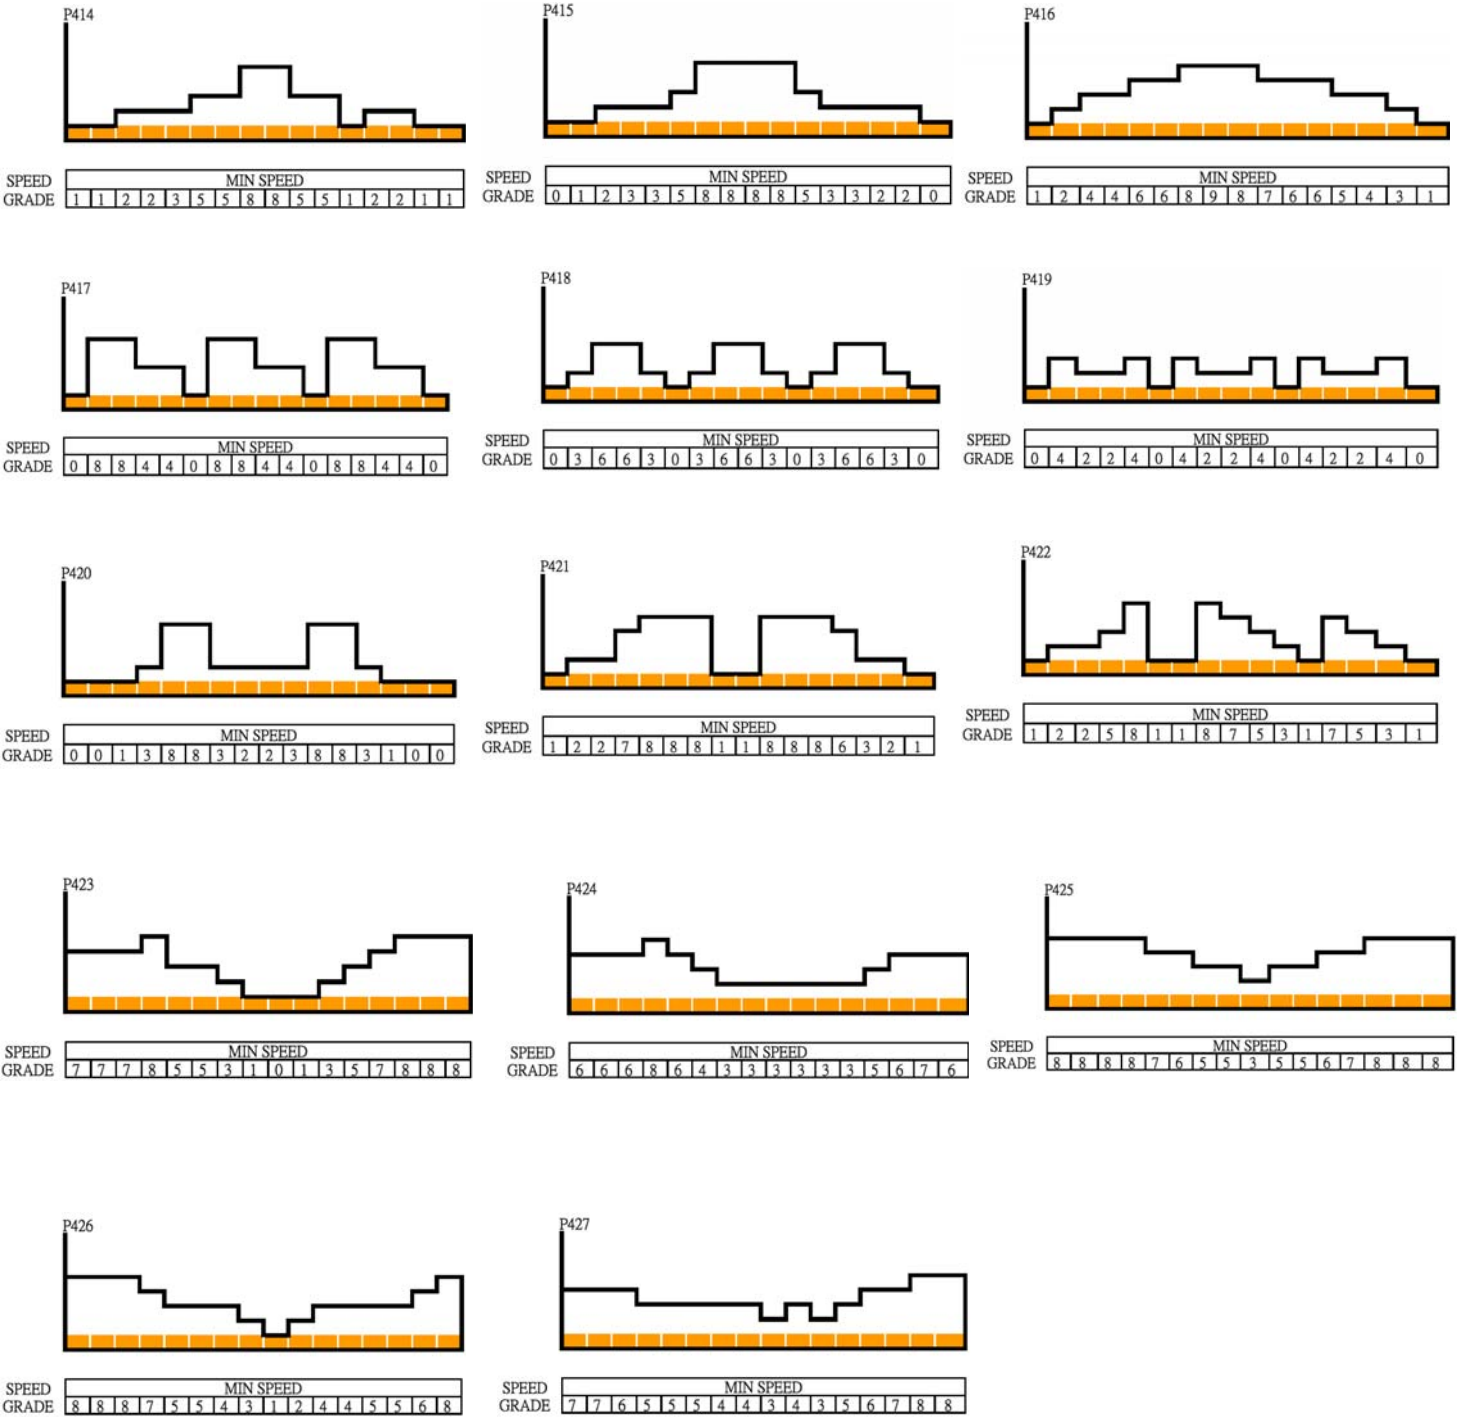 P414
SPEED MIN SPEED
GRADE 1 1 2 2 3 5 5 8 8 5 5 1 2 2 1 1
P415
SPEED MIN SPEED
GRADE 0 1 2 3 3 5 8 8 8 8 5 3 3 2 2 0
P416
SPEED MIN SPEED
GRADE 1 2 4 4 6 6 8 9 8 7 6 6 5 4 3 1
P417
SPEED MIN SPEED
GRADE 0 8 8 4 4 0 8 8 4 4 0 8 8 4 4 0
P418
SPEED MIN SPEED
GRADE 0 3 6 6 3 0 3 6 6 3 0 3 6 6 3 0
P419
SPEED MIN SPEED
GRADE 0 4 2 2 4 0 4 2 2 4 0 4 2 2 4 0
P420
SPEED MIN SPEED
GRADE 0 0 1 3 8 8 3 2 2 3 8 8 3 1 0 0
P421
SPEED MIN SPEED
GRADE 1 2 2 7 8 8 8 1 1 8 8 8 6 3 2 1
P422
SPEED MIN SPEED
GRADE 1 2 2 5 8 1 1 8 7 5 3 1 7 5 3 1
P423
SPEED MIN SPEED
GRADE 7 7 7 8 5 5 3 1 0 1 3 5 7 8 8 8
P424
SPEED MIN SPEED
GRADE 6 6 6 8 6 4 3 3 3 3 3 3 5 6 7 6
P425
SPEED MIN SPEED
GRADE 8 8 8 8 7 6 5 5 3 5 5 6 7 8 8 8
P426
SPEED MIN SPEED
GRADE 8 8 8 7 5 5 4 3 1 2 4 4 5 5 6 8
P427
SPEED MIN SPEED
GRADE 7 7 6 5 5 5 4 4 3 4 3 5 6 7 8 8